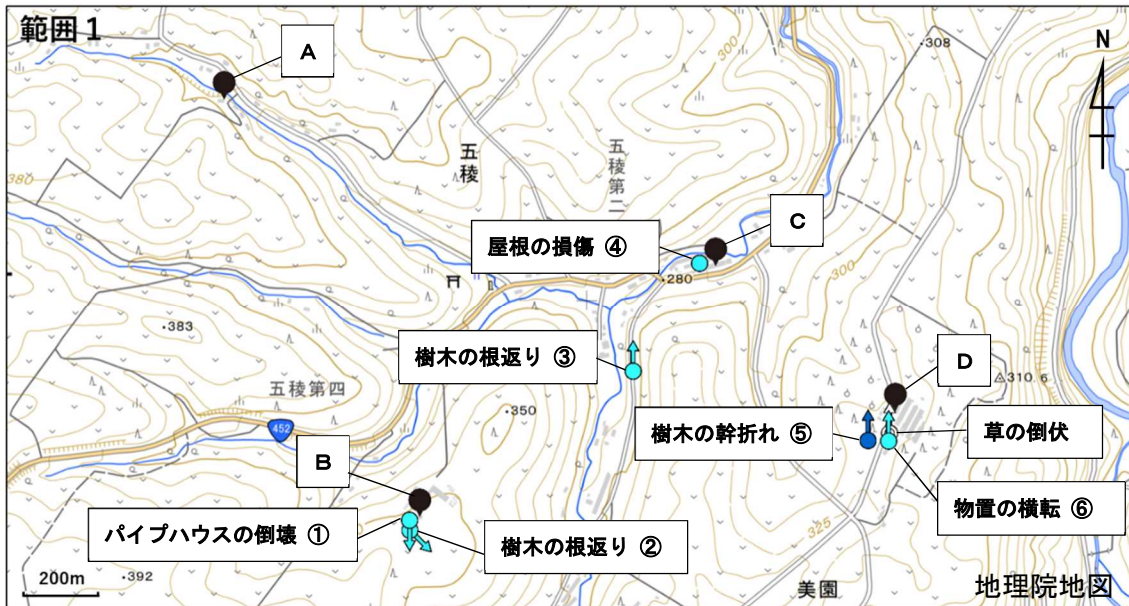 範囲1
A
308
N
300
五稜
五稜第二
380
C
屋根の損傷 ④
280
300
383
樹木の根返り ③
D
310.6
五稜第四
350
452
樹木の幹折れ ⑤
草の倒伏
B
物置の横転 ⑥
パイプハウスの倒壊 ①
樹木の根返り ②
325
200m
392
美園
地理院地図